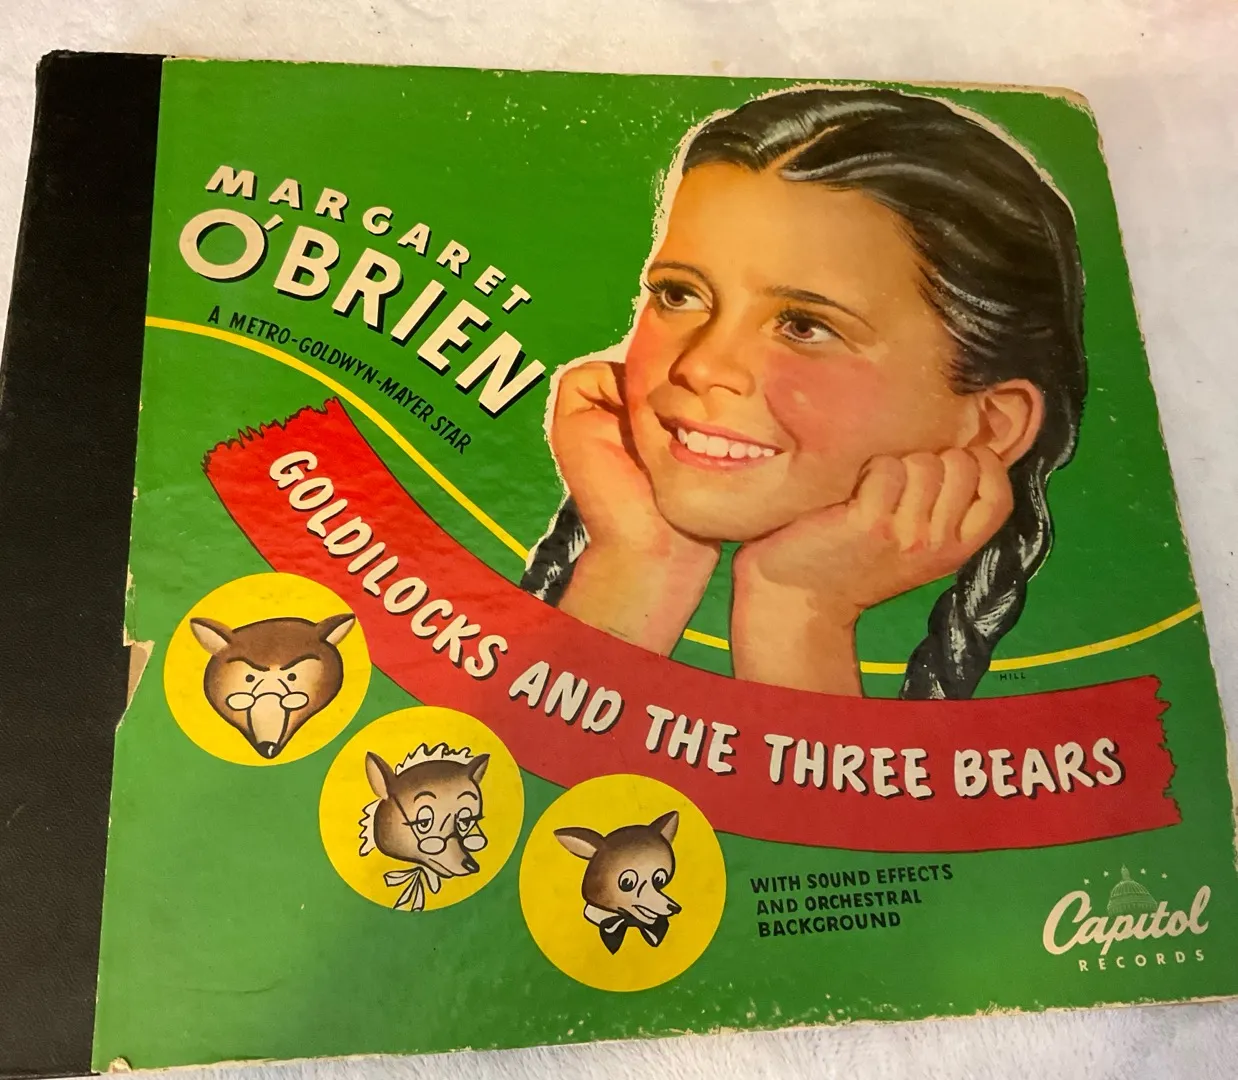 MARGARET
O'BRIEN
A METRO-GOLDWYN-MAYER STAR
GOLDILOCKS AND THE THREE BEARS
HILL
WITH SOUND EFFECTS
AND ORCHESTRAL
BACKGROUND
Capitol
RECORDS